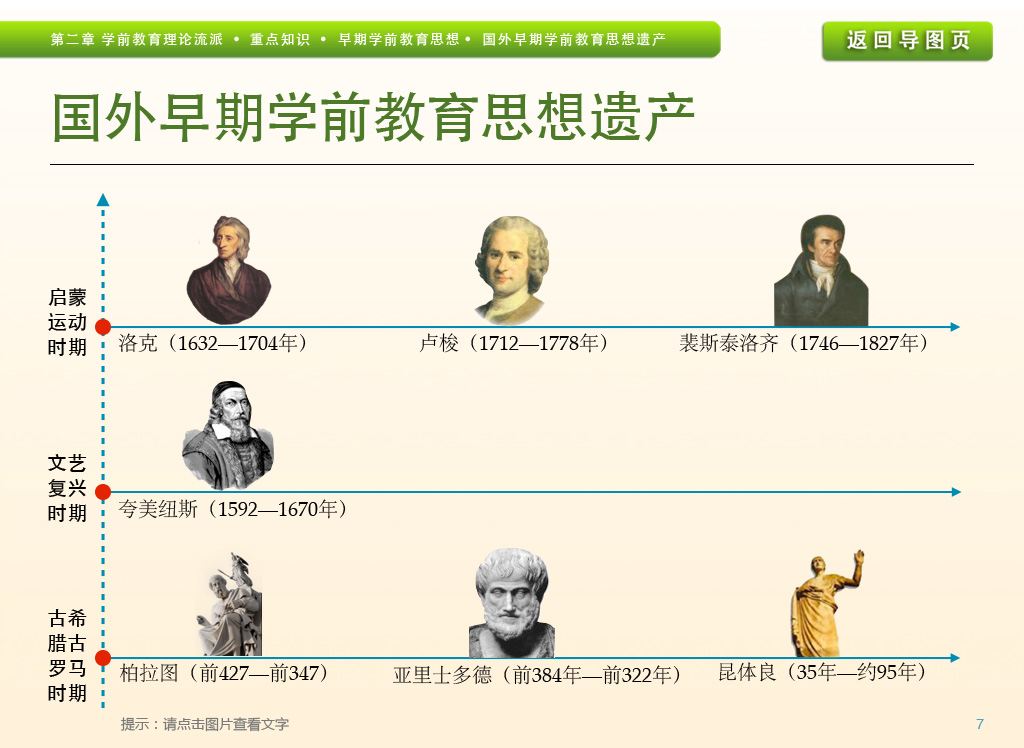 第二章 学前教育理论流派 • 重点知识 • 早期学前教育思想 • 国外早期学前教育思想遗产
返回导图页
国外早期学前教育思想遗产
启蒙
运动
时期
洛克（1632—1704年）
卢梭（1712—1778年）
裴斯泰洛齐（1746—1827年）
文艺
复兴
时期
夸美纽斯（1592—1670年）
古希
腊古
罗马
时期
柏拉图（前427—前347）
亚里士多德（前384年—前322年）
昆体良（35年—约95年）
提示：请点击图片查看文字
7